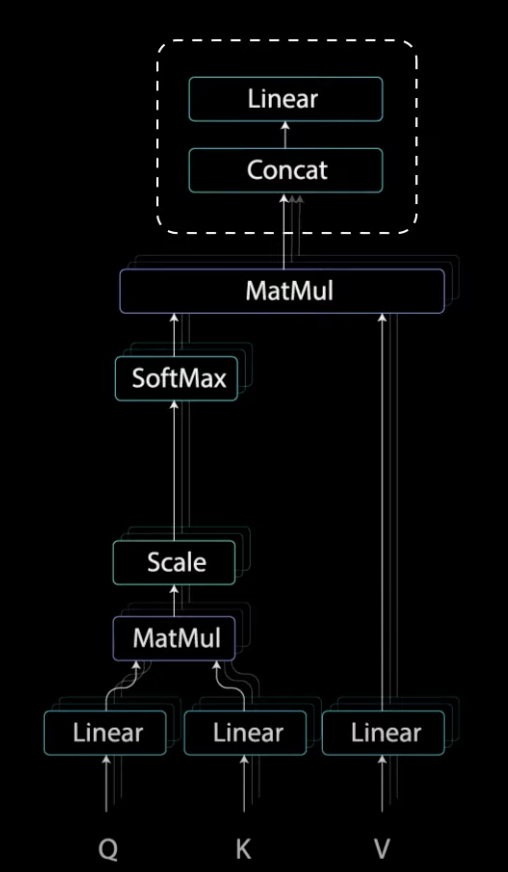 Linear
Concat
MatMul
SoftMax
Scale
MatMul
Linear Linear Linear
Q K V